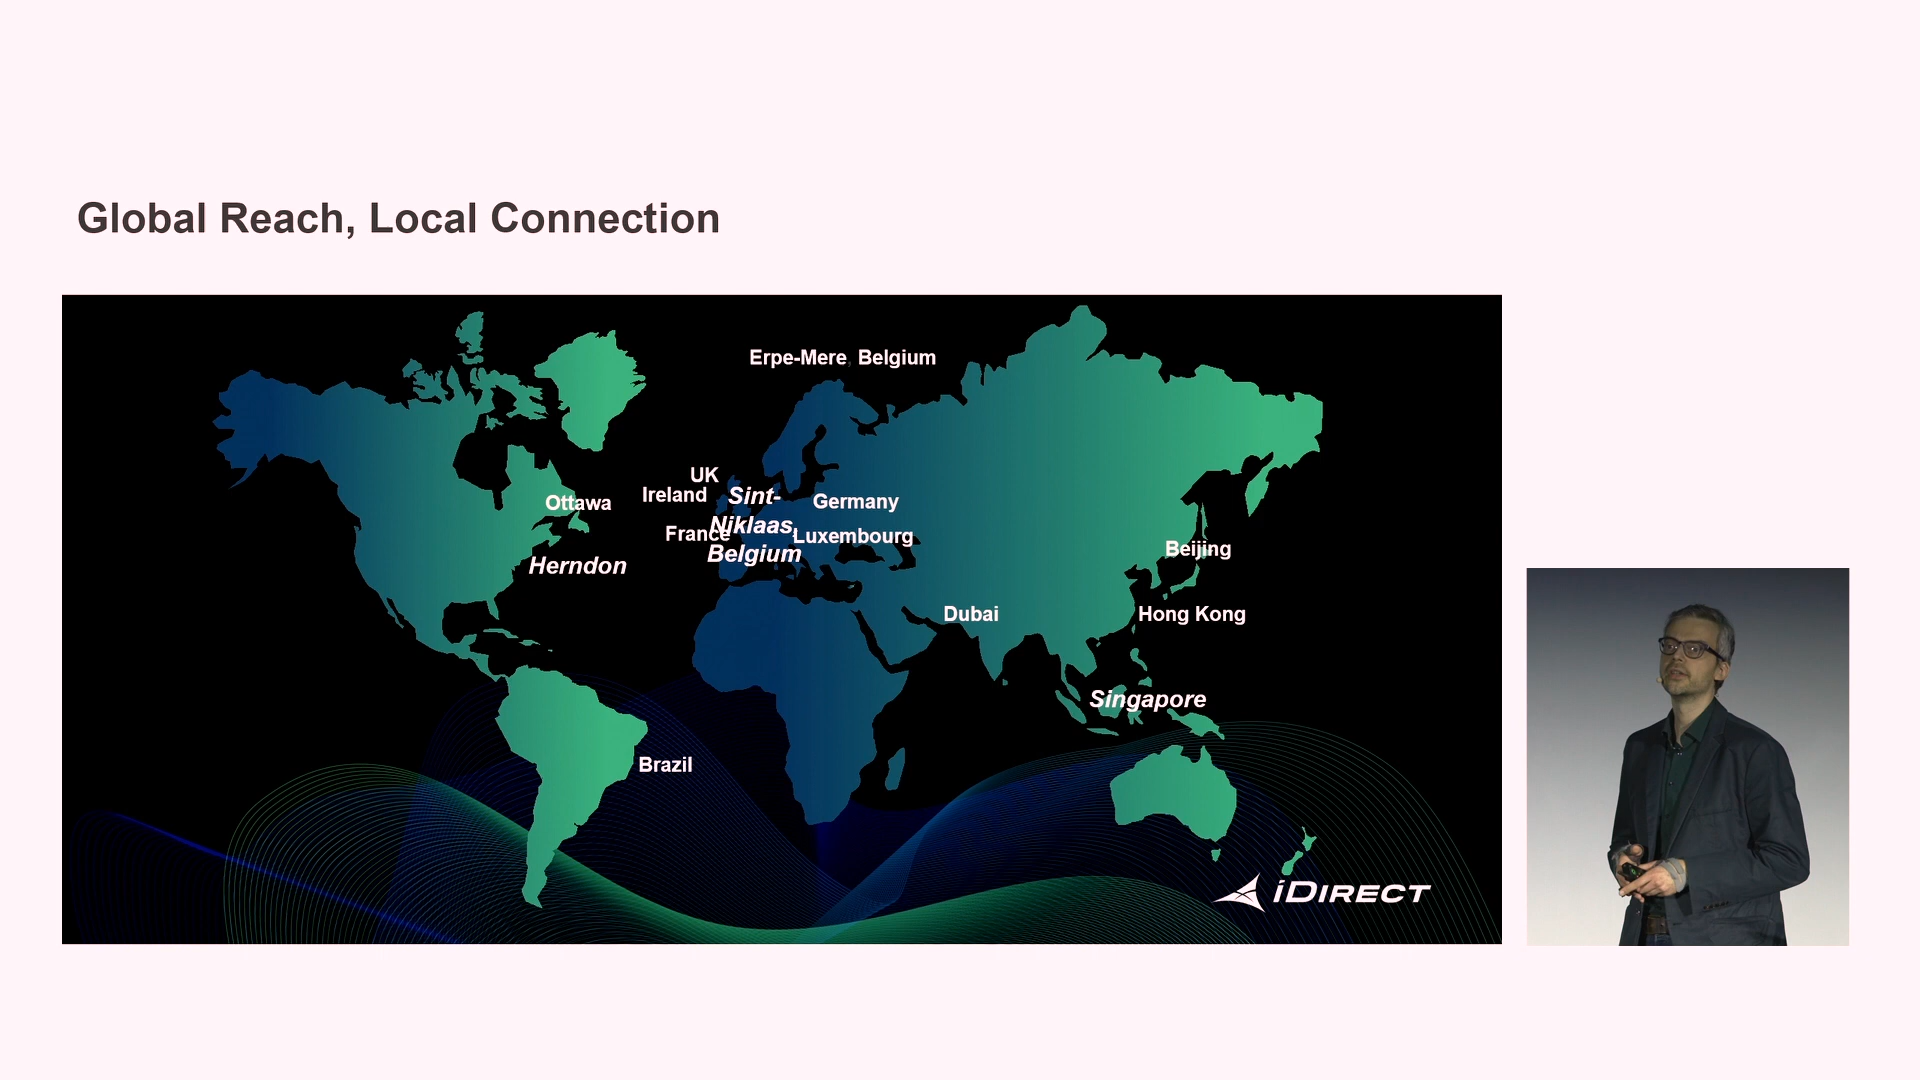 Global Reach, Local Connection
Erpe-Mere, Belgium
UK
Ireland
Sint-
Niklaas,
Belgium
France
Germany
Luxembourg
Ottawa
Herndon
Beijing
Dubai
Hong Kong
Singapore
Brazil
iDIRECT